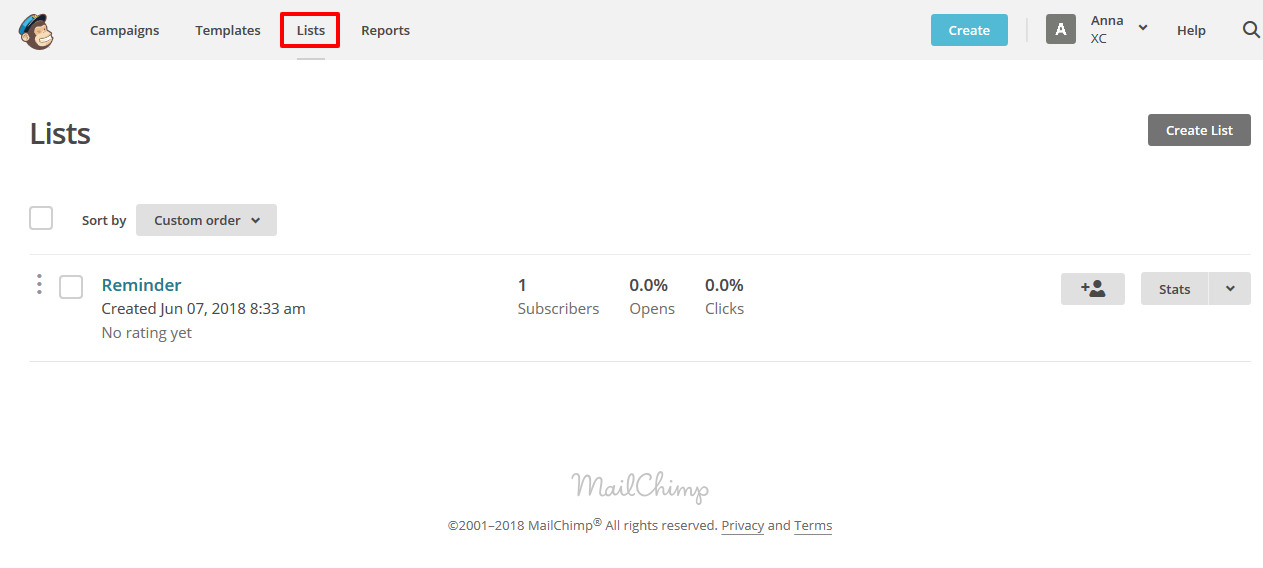 Campaigns Templates Lists Reports Create A Anna Help
XC
Lists
Create List
Sort by Custom order
Reminder 1 0.0% 0.0% Stats
Created Jun 07, 2018 8:33 am Subscribers Opens Clicks
No rating yet
MailChimp
©2001–2018 MailChimp® All rights reserved. Privacy and Terms